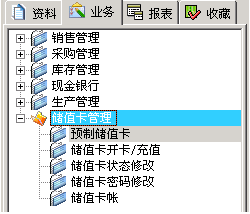 资料 业务 报表 收藏
销售管理
采购管理
库存管理
现金银行
生产管理
储值卡管理
预制储值卡
储值卡开卡/充值
储值卡状态修改
储值卡密码修改
储值卡帐